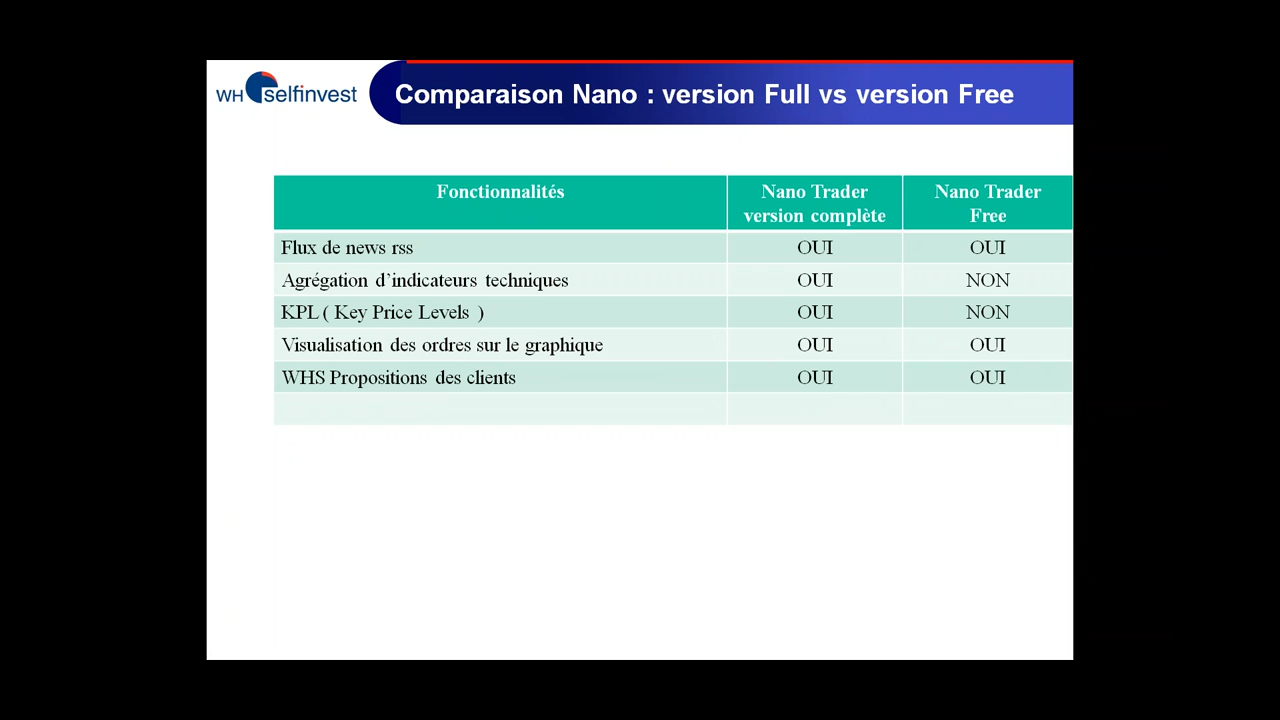 WH selfinvest
Comparaison Nano : version Full vs version Free
Fonctionnalités
Nano Trader
version complète
Nano Trader
Free
Flux de news rss OUI OUI
Agrégation d’indicateurs techniques OUI NON
KPL ( Key Price Levels ) OUI NON
Visualisation des ordres sur le graphique OUI OUI
WHS Propositions des clients OUI OUI